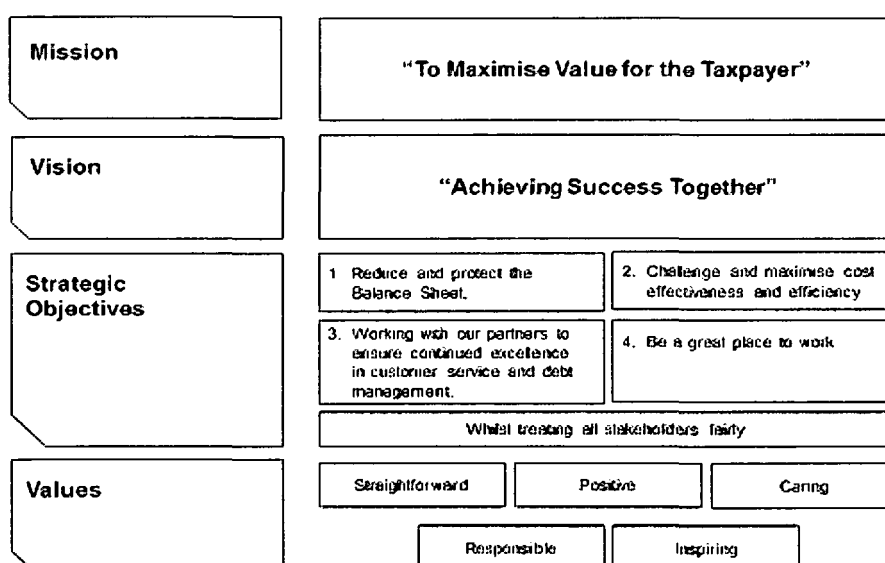 Mission
“To Maximise Value for the Taxpayer”
Vision
“Achieving Success Together”
Strategic
Objectives
1 Reduce and protect the
Balance Sheet.
2. Challenge and maximise cost
effectiveness and efficiency
3. Working with our partners to
ensure continued excellence
in customer service and debt
management.
4. Be a great place to work
Whilst treating all stakeholders fairly
Values
Straightforward
Positive
Caring
Responsible
Inspiring